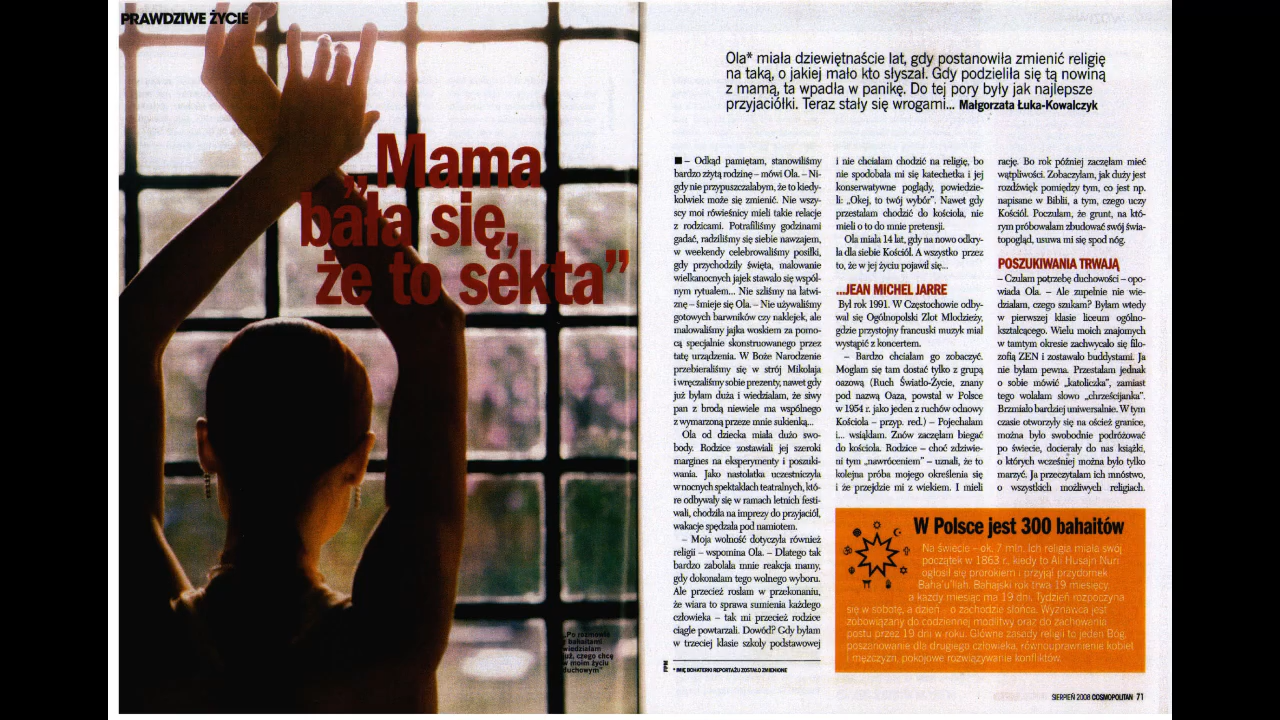 PRAWDZIWE ŻYCIE
„Mama
bała się,
że to sekta”
„Po rozmowie
z bahaitami
wiedziałam
już, czego chcę
w moim życiu
duchowym”
Ola* miała dziewiętnaście lat, gdy postanowiła zmienić religię
na taką, o jakiej mało kto słyszał. Gdy podzieliła się tą nowiną
z mamą, ta wpadła w panikę. Do tej pory były jak najlepsze
przyjaciółki. Teraz stały się wrogami... Małgorzata Łuka-Kowalczyk
– Odkąd pamiętam, stanowiliśmy
bardzo zżytą rodzinę – mówi Ola. – Ni-
gdy nie przypuszczałabym, że to kiedy-
kolwiek może się zmienić. Nie wszy-
scy moi rówieśnicy mieli takie relacje
z rodzicami. Potrafiliśmy godzinami
gadać, radziliśmy się siebie nawzajem,
w weekendy celebrowaliśmy posiłki,
gdy przychodziły święta, malowanie
wielkanocnych jajek stawało się wspól-
nym rytuałem... Nie szliśmy na łatwi-
znę – śmieje się Ola. – Nie używaliśmy
gotowych barwników czy naklejek, ale
malowaliśmy jajka woskiem za pomo-
cą specjalnie skonstruowanego przez
tatę urządzenia. W Boże Narodzenie
przebieraliśmy się w strój Mikołaja
i wręczaliśmy sobie prezenty, nawet gdy
już byłam duża i wiedziałam, że siwy
pan z brodą niewiele ma wspólnego
z wymarzoną przeze mnie sukienką...
Ola od dziecka miała dużo swo-
body. Rodzice zostawiali jej szeroki
margines na eksperymenty i poszuki-
wania. Jako nastolatka uczestniczyła
w nocnych spektaklach teatralnych, któ-
re odbywały się w ramach letnich festi-
wali, chodziła na imprezy do przyjaciół,
wakacje spędzała pod namiotem.
– Moja wolność dotyczyła również
religii – wspomina Ola. – Dlatego tak
bardzo zabolała mnie reakcja mamy,
gdy dokonałam tego wolnego wyboru.
Ale przecież rosłam w przekonaniu,
że wiara to sprawa sumienia każdego
człowieka – tak mi przecież rodzice
ciągle powtarzali. Dowód? Gdy byłam
w trzeciej klasie szkoły podstawowej
i nie chciałam chodzić na religię, bo
nie spodobała mi się katechetka i jej
konserwatywne poglądy, powiedzie-
li: „Okej, to twój wybór”. Nawet gdy
przestałam chodzić do kościoła, nie
mieli o to do mnie pretensji.
Ola miała 14 lat, gdy na nowo odkry-
ła dla siebie Kościół. A wszystko przez
to, że w jej życiu pojawił się...
...JEAN MICHEL JARRE
Był rok 1991. W Częstochowie odby-
wał się Ogólnopolski Zlot Młodzieży,
gdzie przystojny francuski muzyk miał
wystąpić z koncertem.
– Bardzo chciałam go zobaczyć.
Mogłam się tam dostać tylko z grupą
oazową (Ruch Światło-Życie, znany
pod nazwą Oaza, powstał w Polsce
w 1954 r. jako jeden z ruchów odnowy
Kościoła – przyp. red.) – Pojechałam
i... wsiąkłam. Znów zaczęłam biegać
do kościoła. Rodzice – choć zdziwie-
ni tym „nawróceniem” – uznali, że to
kolejna próba mojego określenia się
i że przejdzie mi z wiekiem. I mieli
rację. Bo rok później zaczęłam mieć
wątpliwości. Zobaczyłam, jak duży jest
rozdźwięk pomiędzy tym, co jest np.
napisane w Biblii, a tym, czego uczy
Kościół. Poczułam, że grunt, na któ-
rym próbowałam zbudować swój świa-
topogląd, usuwa mi się spod nóg.
POSZUKIWANIA TRWAJĄ
– Czułam potrzebę duchowości – opo-
wiada Ola. – Ale zupełnie nie wie-
działam, czego szukam? Byłam wtedy
w pierwszej klasie liceum ogólno-
kształcącego. Wielu moich znajomych
w tamtym okresie zachwycało się filo-
zofią ZEN i zostawało buddystami. Ja
nie byłam pewna. Przestałam jednak
o sobie mówić „katoliczka”, zamiast
tego wolałam słowo „chrześcijanka”.
Brzmiało bardziej uniwersalnie. W tym
czasie otworzyły się na oścież granice,
można było swobodnie podróżować
po świecie, docierały do nas książki,
o których wcześniej można było tylko
marzyć. Ja przeczytałam ich mnóstwo,
o wszystkich możliwych religiach.
W Polsce jest 300 bahaitów
Na świecie – ok. 7 mln. Ich religia miała swój
początek w 1863 r., kiedy to Ali Husajn Nuri
ogłosił się prorokiem i przyjął przydomek
Baha'u'llah. Bahajski rok trwa 19 miesięcy,
a każdy miesiąc ma 19 dni. Tydzień rozpoczyna
się w sobotę, a dzień – o zachodzie słońca. Wyznawca jest
zobowiązany do codziennej modlitwy oraz do zachowania
postu przez 19 dni w roku. Główne zasady religii to jeden Bóg,
poszanowanie dla drugiego człowieka, równouprawnienie kobiet
i mężczyzn, pokojowe rozwiązywanie konfliktów.
FPM
* IMIĘ BOHATERKI REPORTAŻU ZOSTAŁO ZMIENIONE
SIERPIEŃ 2008 COSMOPOLITAN 71